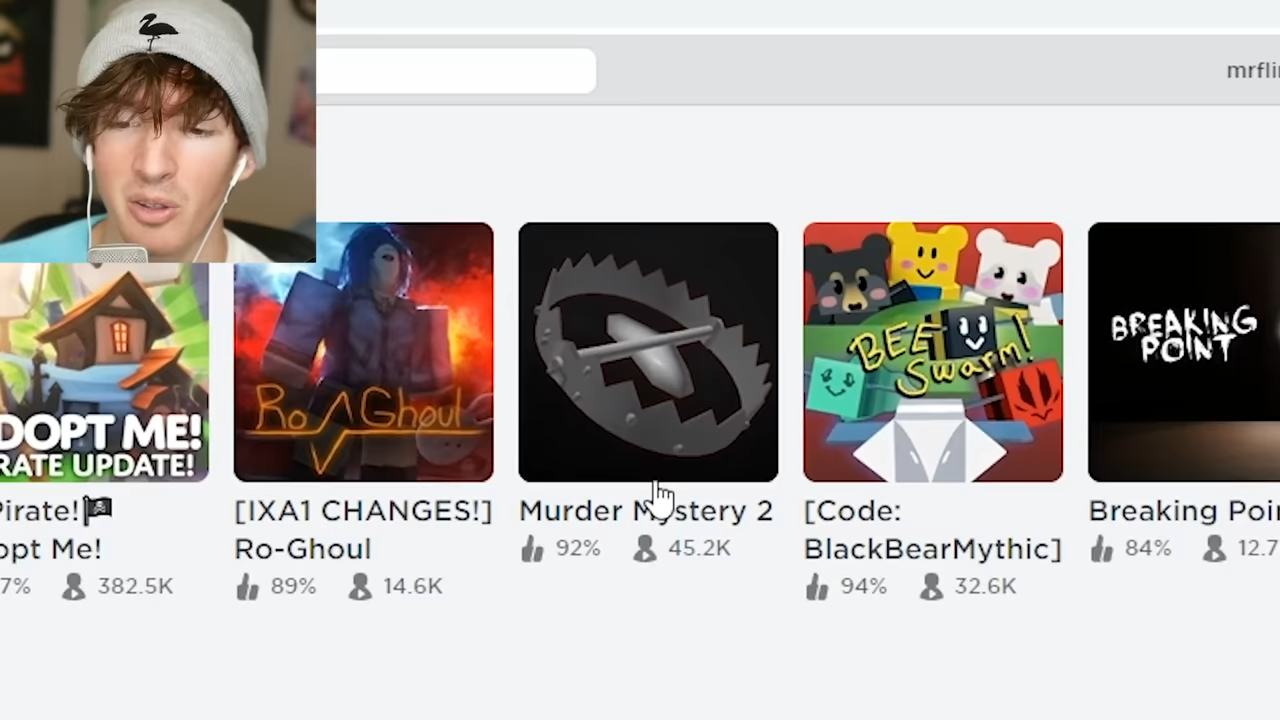 mrfli
DOPT ME!
RATE UPDATE!
Ro Ghoul
BEE
Swarm!
BREAKING
POINT
Pirate!
opt Me!
7% 382.5K
[IXA1 CHANGES!]
Ro-Ghoul
89% 14.6K
Murder Mystery 2
92% 45.2K
[Code:
BlackBearMythic]
94% 32.6K
Breaking Poin
84% 12.7